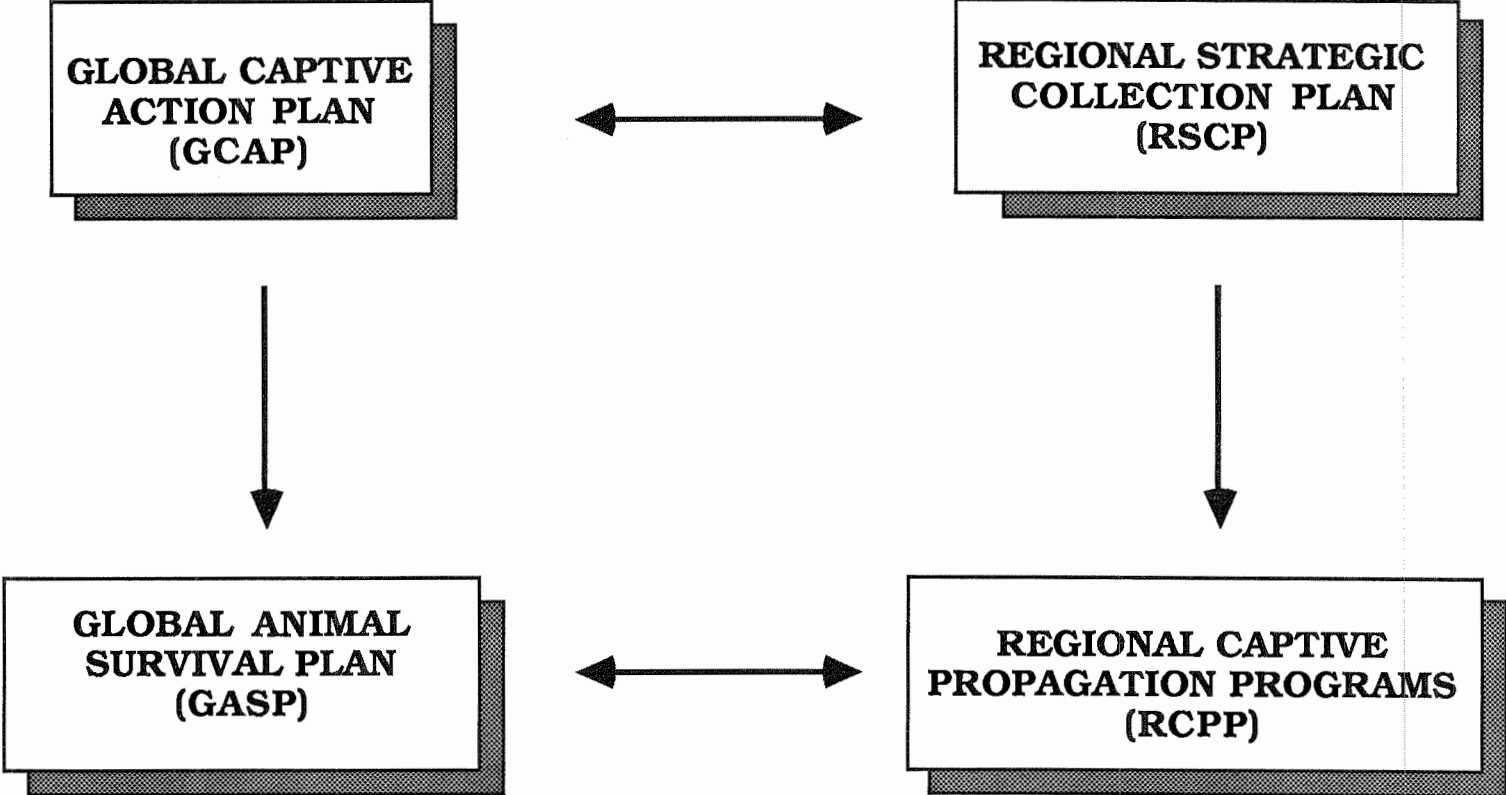 GLOBAL CAPTIVE
ACTION PLAN
(GCAP)
REGIONAL STRATEGIC
COLLECTION PLAN
(RSCP)
GLOBAL ANIMAL
SURVIVAL PLAN
(GASP)
REGIONAL CAPTIVE
PROPAGATION PROGRAMS
(RCPP)